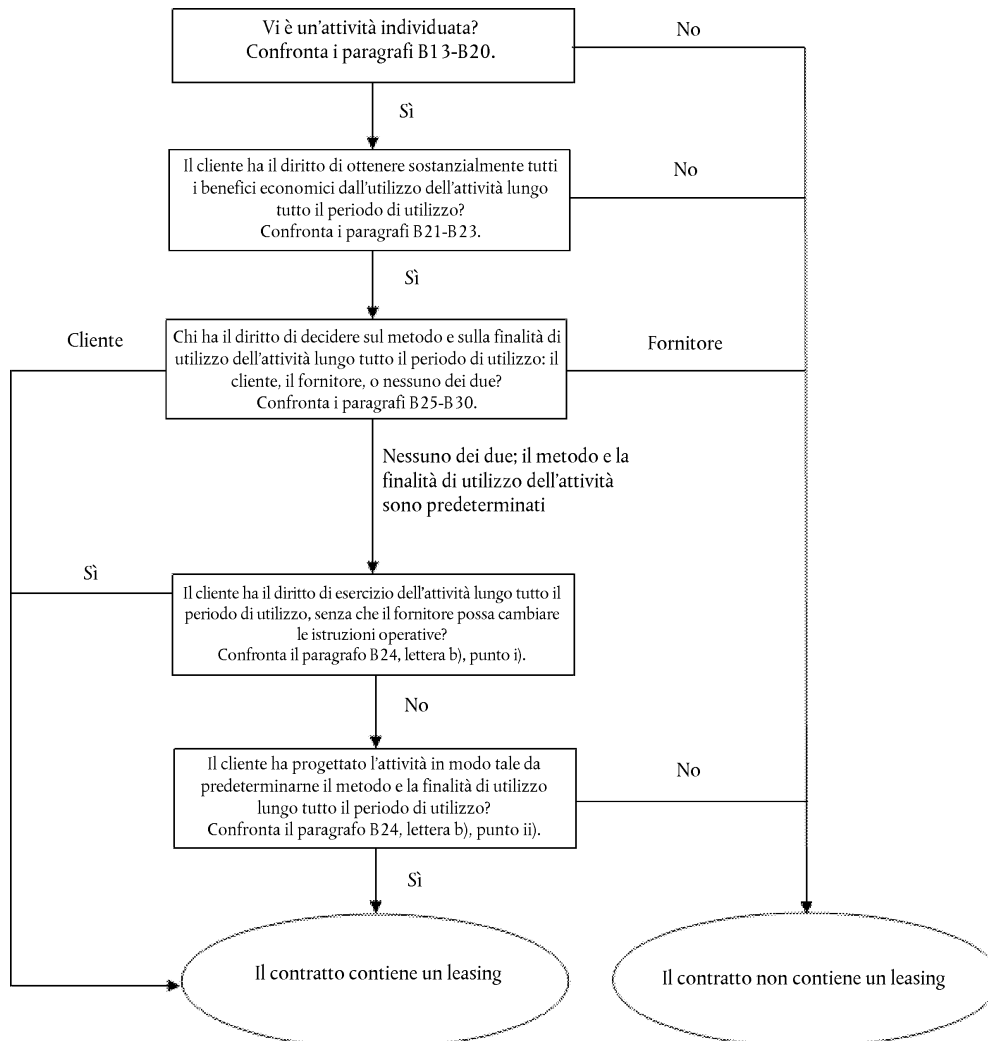 Vi è un'attività individuata?
Confronta i paragrafi B13-B20.
No
Sì
Il cliente ha il diritto di ottenere sostanzialmente tutti
i benefici economici dall'utilizzo dell'attività lungo
tutto il periodo di utilizzo?
Confronta i paragrafi B21-B23.
No
Sì
Cliente
Chi ha il diritto di decidere sul metodo e sulla finalità di
utilizzo dell'attività lungo tutto il periodo di utilizzo: il
cliente, il fornitore, o nessuno dei due?
Confronta i paragrafi B25-B30.
Fornitore
Nessuno dei due; il metodo e la
finalità di utilizzo dell'attività
sono predeterminati
Sì
Il cliente ha il diritto di esercizio dell'attività lungo tutto il
periodo di utilizzo, senza che il fornitore possa cambiare
le istruzioni operative?
Confronta il paragrafo B24, lettera b), punto i).
No
Il cliente ha progettato l'attività in modo tale da
predeterminarne il metodo e la finalità di utilizzo
lungo tutto il periodo di utilizzo?
Confronta il paragrafo B24, lettera b), punto ii).
No
Sì
Il contratto contiene un leasing
Il contratto non contiene un leasing